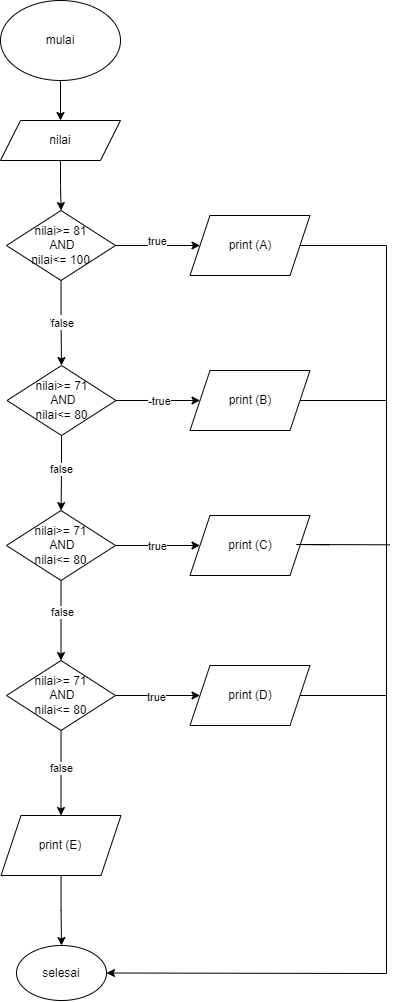 mulai
nilai
nilai>= 81
AND
nilai<= 100
true
print (A)
false
nilai>= 71
AND
nilai<= 80
-true
print (B)
false
nilai>= 71
AND
nilai<= 80
true
print (C)
false
nilai>= 71
AND
nilai<= 80
true
print (D)
false
print (E)
selesai